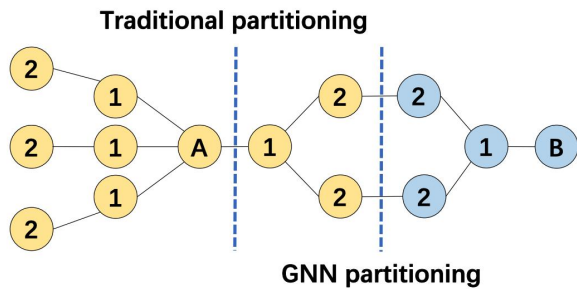 Traditional partitioning
2 1 2 2
2 1 A 1 1 B
2 1 2 2
GNN partitioning